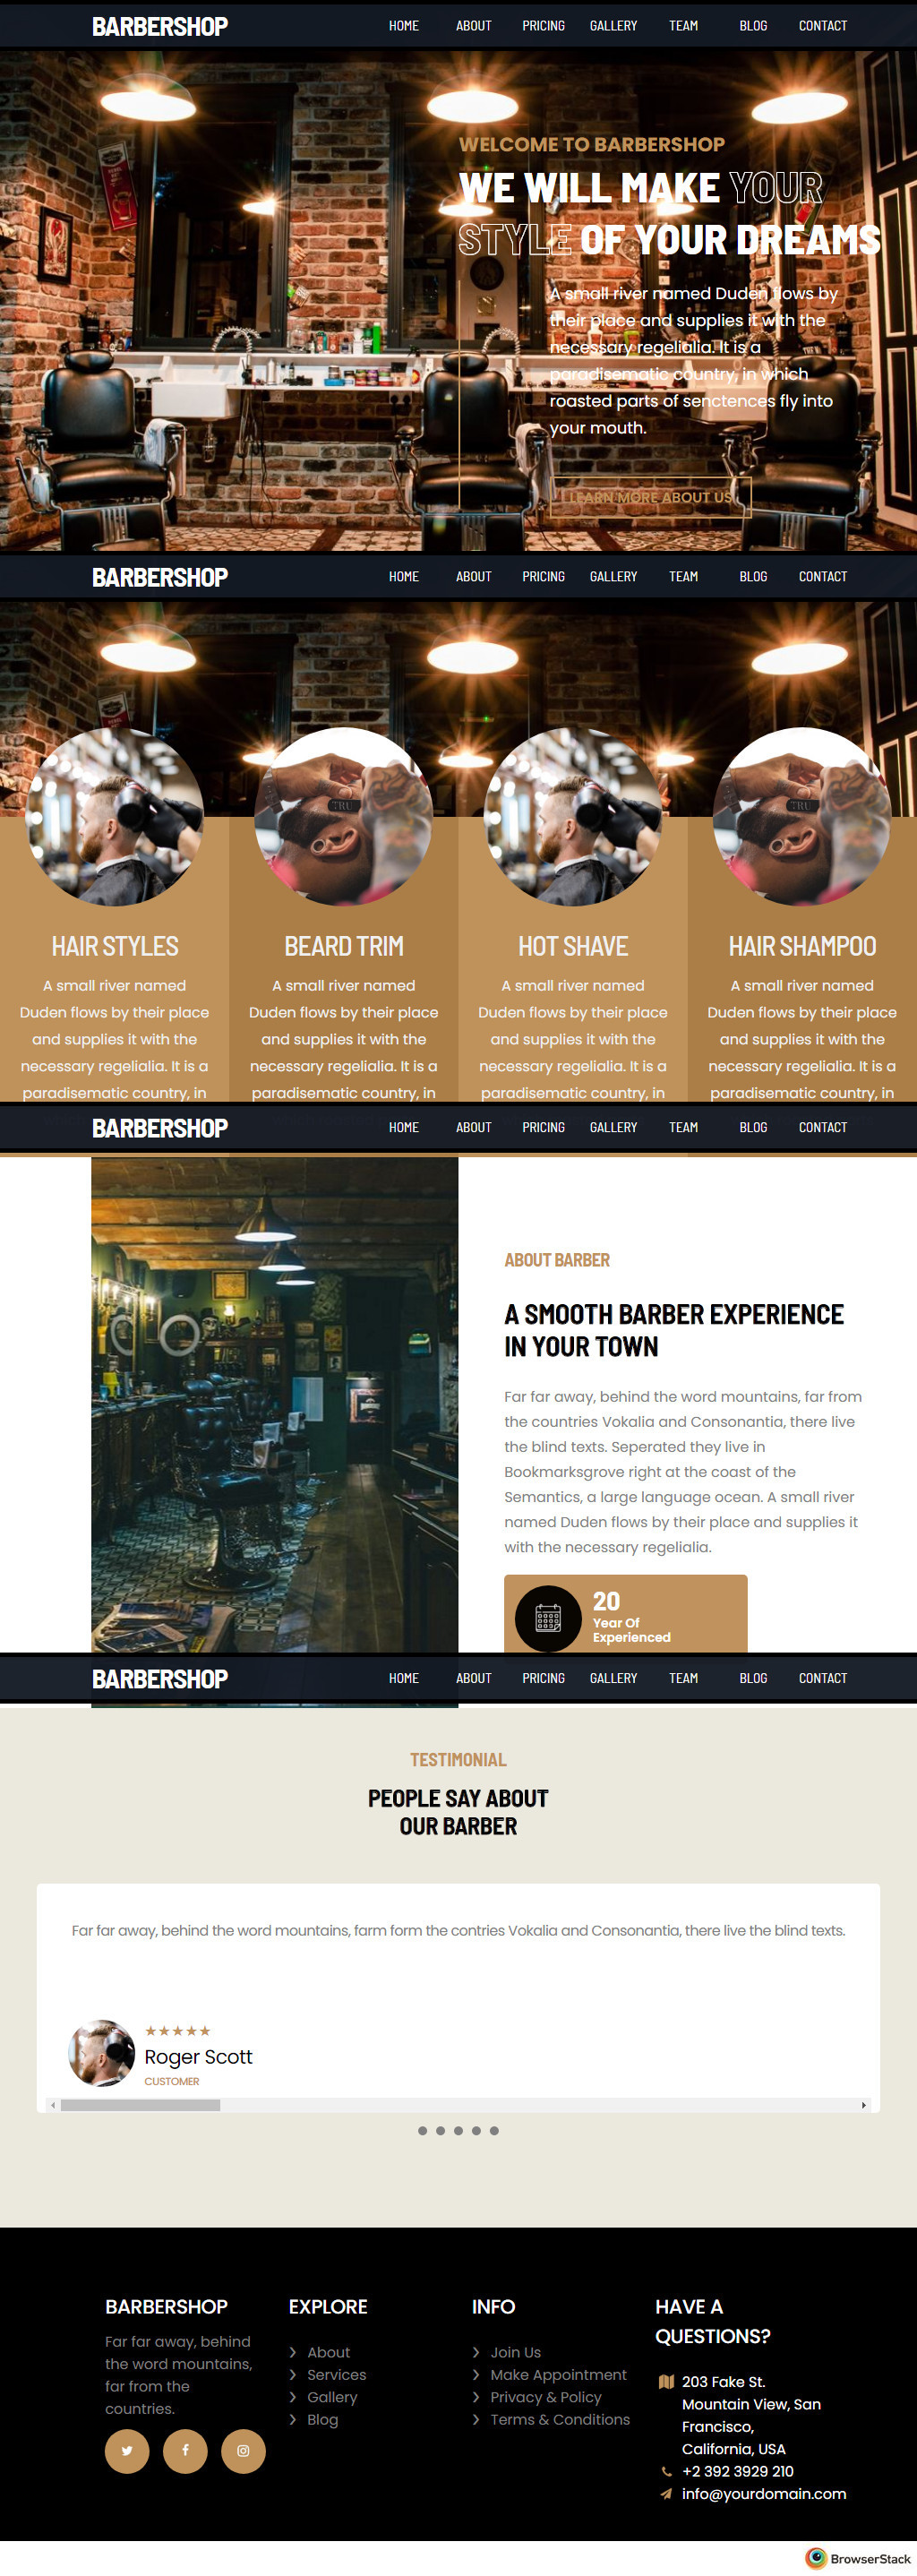 BARBERSHOP
HOME ABOUT PRICING GALLERY TEAM BLOG CONTACT
WELCOME TO BARBERSHOP
WE WILL MAKE YOUR
STYLE OF YOUR DREAMS
A small river named Duden flows by
their place and supplies it with the
necessary regelialia. It is a
paradisematic country, in which
roasted parts of senctences fly into
your mouth.
LEARN MORE ABOUT US
BARBERSHOP
HOME ABOUT PRICING GALLERY TEAM BLOG CONTACT
TRU
TRU
HAIR STYLES
A small river named
Duden flows by their place
and supplies it with the
necessary regelialia. It is a
paradisematic country, in
BEARD TRIM
A small river named
Duden flows by their place
and supplies it with the
necessary regelialia. It is a
paradisematic country, in
HOT SHAVE
A small river named
Duden flows by their place
and supplies it with the
necessary regelialia. It is a
paradisematic country, in
HAIR SHAMPOO
A small river named
Duden flows by their place
and supplies it with the
necessary regelialia. It is a
paradisematic country, in
BARBERSHOP
HOME ABOUT PRICING GALLERY TEAM BLOG CONTACT
ABOUT BARBER
A SMOOTH BARBER EXPERIENCE
IN YOUR TOWN
Far far away, behind the word mountains, far from
the countries Vokalia and Consonantia, there live
the blind texts. Seperated they live in
Bookmarksgrove right at the coast of the
Semantics, a large language ocean. A small river
named Duden flows by their place and supplies it
with the necessary regelialia.
20
Year Of
Experienced
BARBERSHOP
HOME ABOUT PRICING GALLERY TEAM BLOG CONTACT
TESTIMONIAL
PEOPLE SAY ABOUT
OUR BARBER
Far far away, behind the word mountains, farm form the contries Vokalia and Consonantia, there live the blind texts.
Roger Scott
CUSTOMER
BARBERSHOP
Far far away, behind
the word mountains,
far from the
countries.
EXPLORE
About
Services
Gallery
Blog
INFO
Join Us
Make Appointment
Privacy & Policy
Terms & Conditions
HAVE A
QUESTIONS?
203 Fake St.
Mountain View, San
Francisco,
California, USA
+2 392 3929 210
info@yourdomain.com
BrowserStack